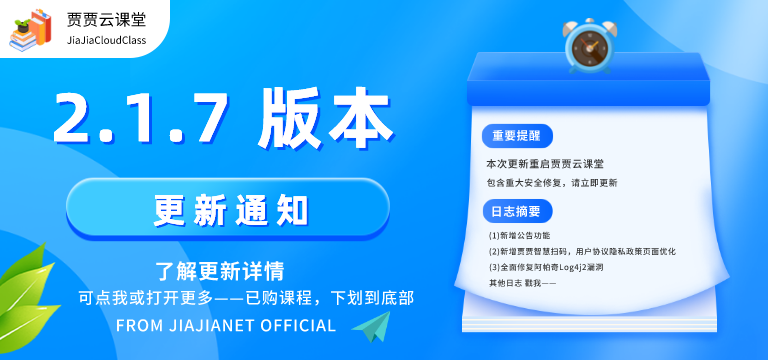 贾贾云课堂
JiaJiaCloudClass
2.1.7 版本
更新通知
了解更新详情
可点我或打开更多——已购课程，下划到底部
FROM JIAJIANET OFFICIAL
重要提醒
本次更新重启贾贾云课堂
包含重大安全修复，请立即更新
日志摘要
(1)新增公告功能
(2)新增贾贾智慧扫码，用户协议隐私政策页面优化
(3)全面修复阿帕奇Log4j2漏洞
其他日志 戳我——